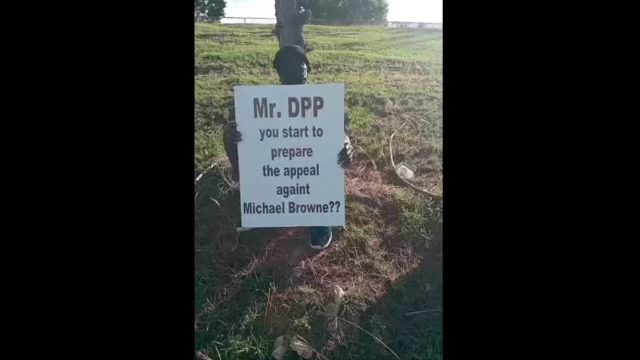 Mr. DPP
you start to
prepare
the appeal
againt
Michael Browne??